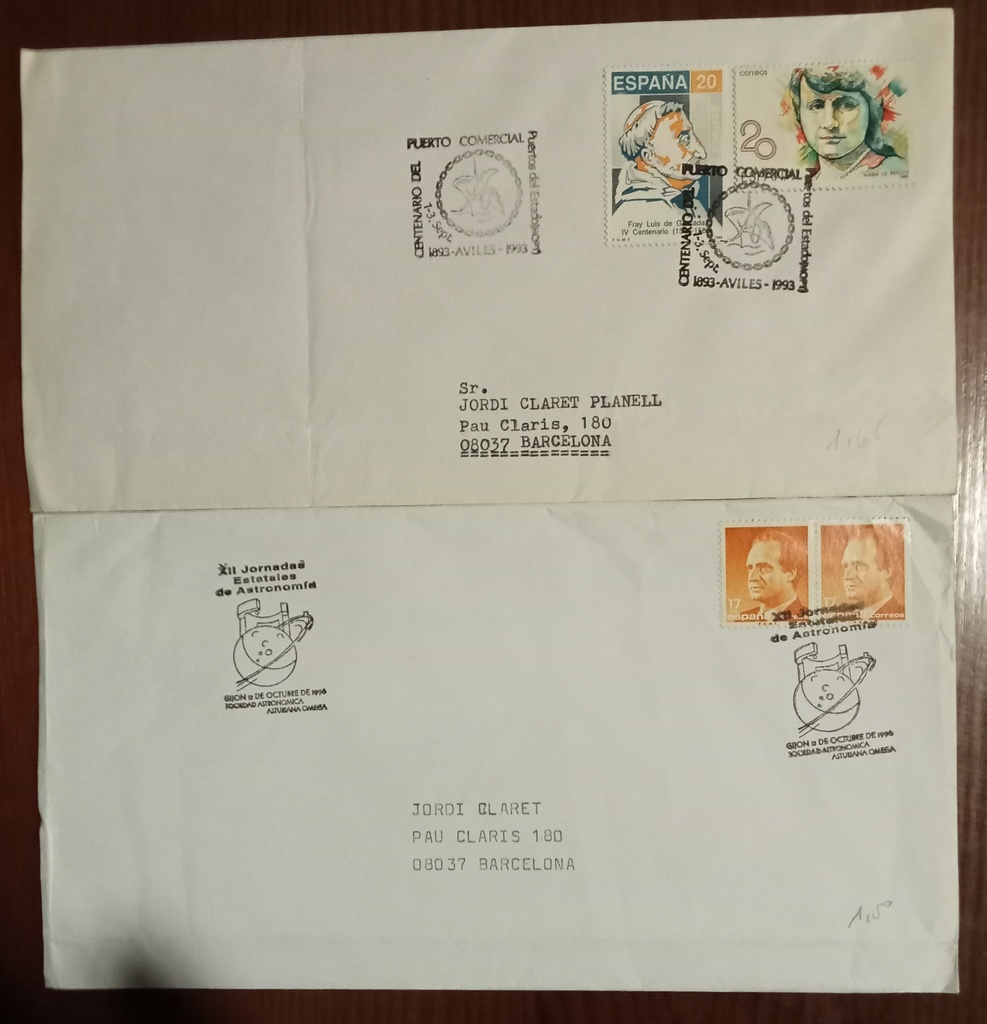 PUERTO COMERCIAL
Puertos del Estado
CENTENARIO DEL
1-3. Sept
1893-AVILES-1993
ESPAÑA 20
Fray Luis de
IV Centenario
correos
20
PUERTO COMERCIAL
Puertos del Estado
CENTENARIO DEL
1-3. Sept
1893-AVILES-1993
Sr.
JORDI CLARET PLANELL
Pau Claris, 180
08037 BARCELONA
XII Jornadas
Estatales
de Astronomía
GIJON 12 DE OCTUBRE DE 1996
SOCIEDAD ASTRONOMICA
ASTURIANA OMEGA
17
españa
17
correos
XII Jornadas
Estatales
de Astronomía
GIJON 12 DE OCTUBRE DE 1996
SOCIEDAD ASTRONOMICA
ASTURIANA OMEGA
JORDI CLARET
PAU CLARIS 180
08037 BARCELONA
1,50